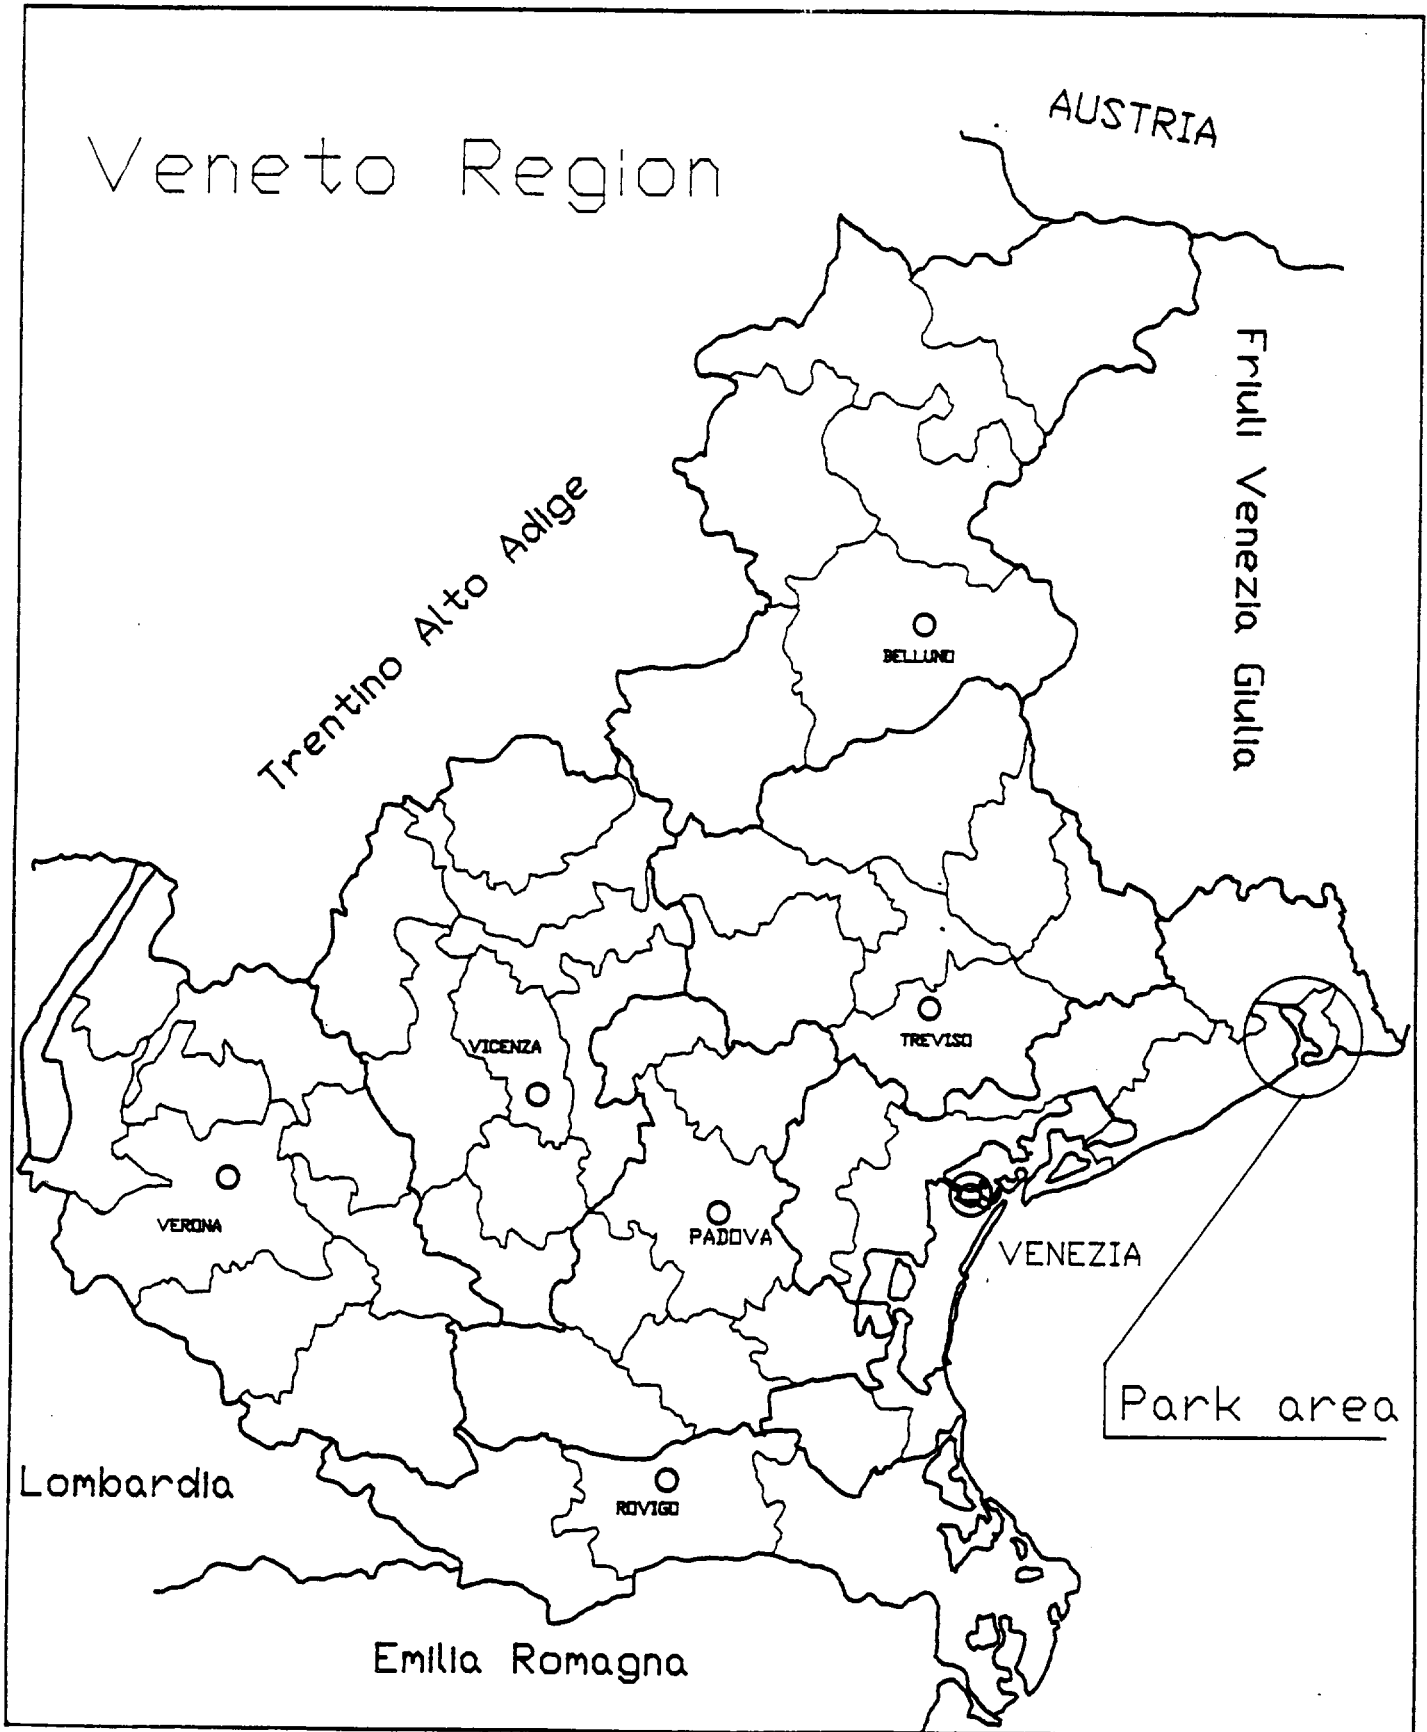 AUSTRIA
Veneto Region
Friuli Venezia Giulia
Trentino Alto Adige
BELLUNO
TREVISO
VICENZA
VERONA
PADOVA
VENEZIA
Park area
Lombardia
ROVIGO
Emilia Romagna